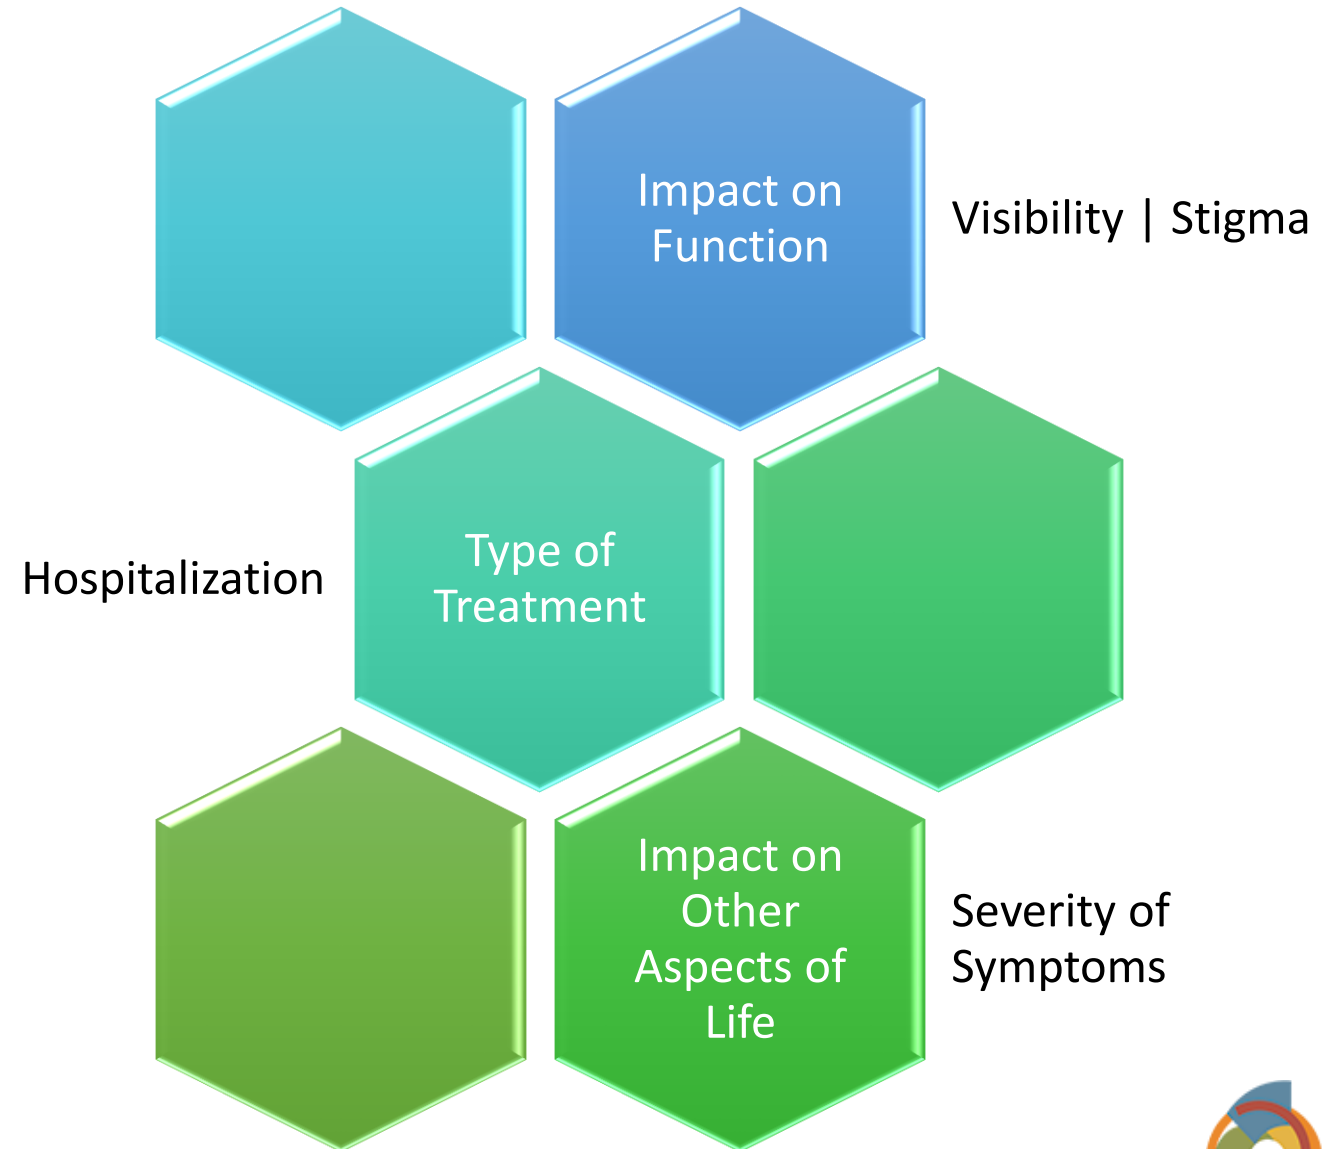 Impact on
Function
Visibility | Stigma
Hospitalization
Type of
Treatment
Impact on
Other
Aspects of
Life
Severity of
Symptoms